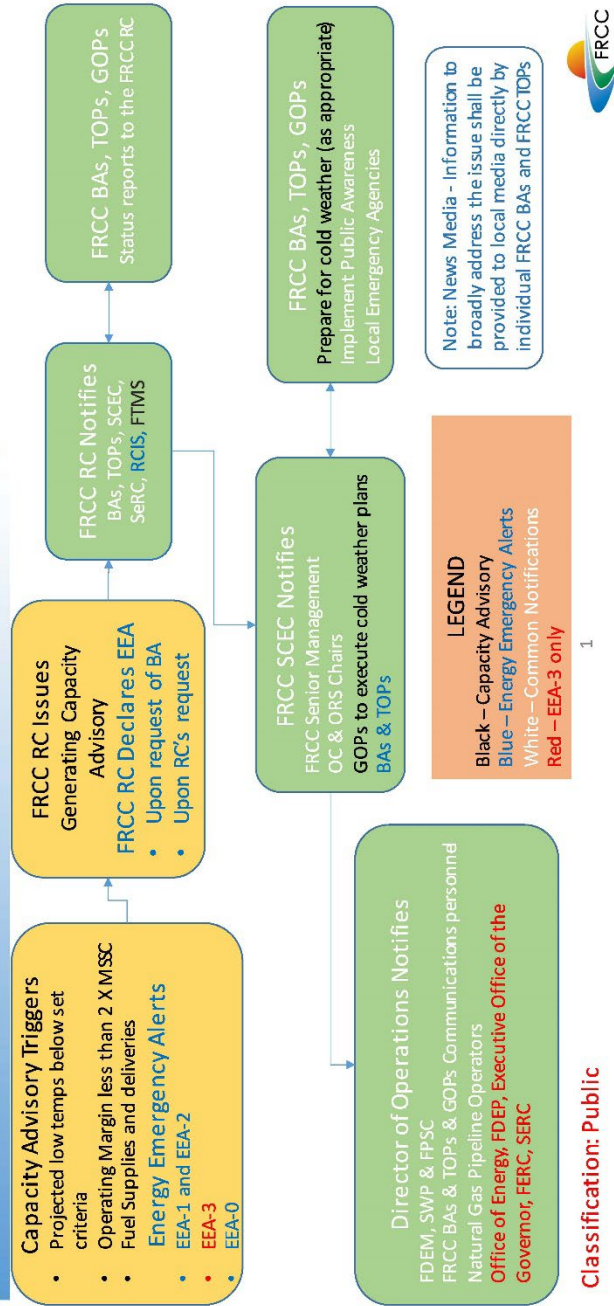 Capacity Advisory Triggers
• Projected low temps below set
criteria
• Operating Margin less than 2 X MSSC
• Fuel Supplies and deliveries
Energy Emergency Alerts
• EEA-1 and EEA-2
• EEA-3
• EEA-0
FRCC RC Issues
Generating Capacity
Advisory
FRCC RC Declares EEA
• Upon request of BA
• Upon RC's request
FRCC RC Notifies
BAs, TOPs, SCEC,
SeRC, RCIS, FTMS
FRCC BAs, TOPs, GOPs
Status reports to the FRCC RC
Director of Operations Notifies
FDEM, SWP & FPSC
FRCC BAs & TOPs & GOPs Communications personnel
Natural Gas Pipeline Operators
Office of Energy, FDEP, Executive Office of the
Governor, FERC, SERC
FRCC SCEC Notifies
FRCC Senior Management
OC & ORS Chairs
GOPs to execute cold weather plans
BAs & TOPs
FRCC BAs, TOPs, GOPs
Prepare for cold weather (as appropriate)
Implement Public Awareness
Local Emergency Agencies
LEGEND
Black – Capacity Advisory
Blue – Energy Emergency Alerts
White – Common Notifications
Red – EEA-3 only
Note: News Media - Information to
broadly address the issue shall be
provided to local media directly by
individual FRCC BAs and FRCC TOPs
Classification: Public
1
FRCC